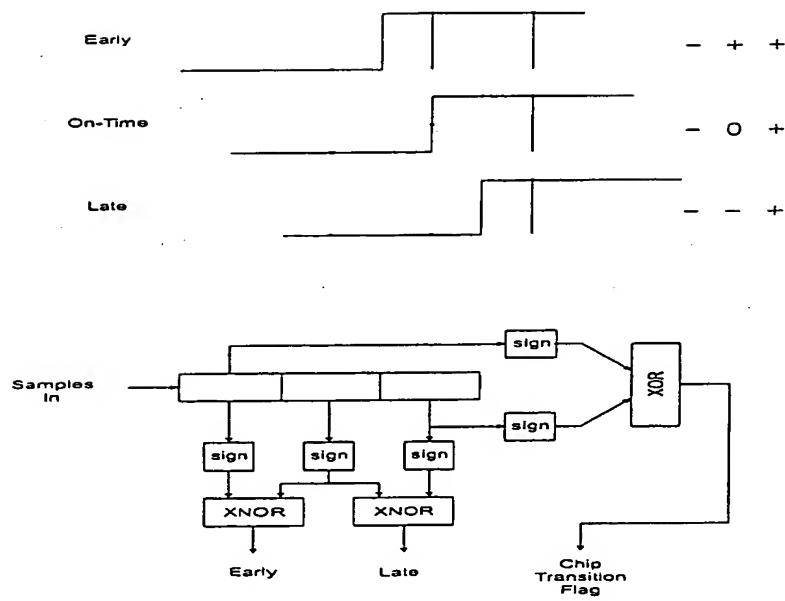 Early
- + +
On-Time
- 0 +
Late
- - +
sign
Samples
In
XOR
sign
sign
sign
sign
XNOR
XNOR
Early
Late
Chip
Transition
Flag